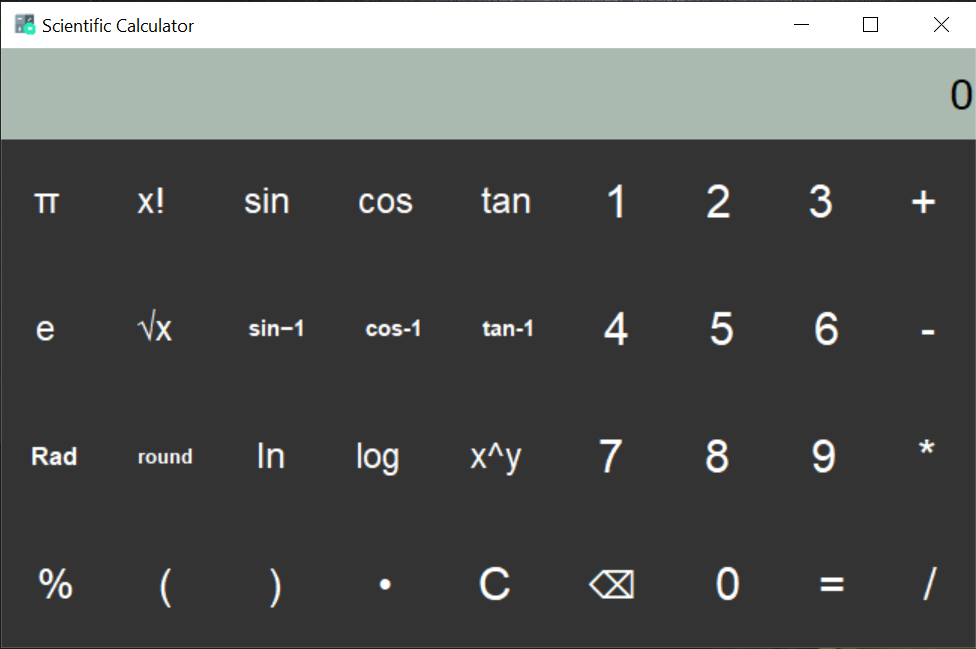 Scientific Calculator
0
π x! sin cos tan 1 2 3 +
e √x sin−1 cos-1 tan-1 4 5 6 -
Rad round ln log x^y 7 8 9 *
% ( ) • C ⌫ 0 = /